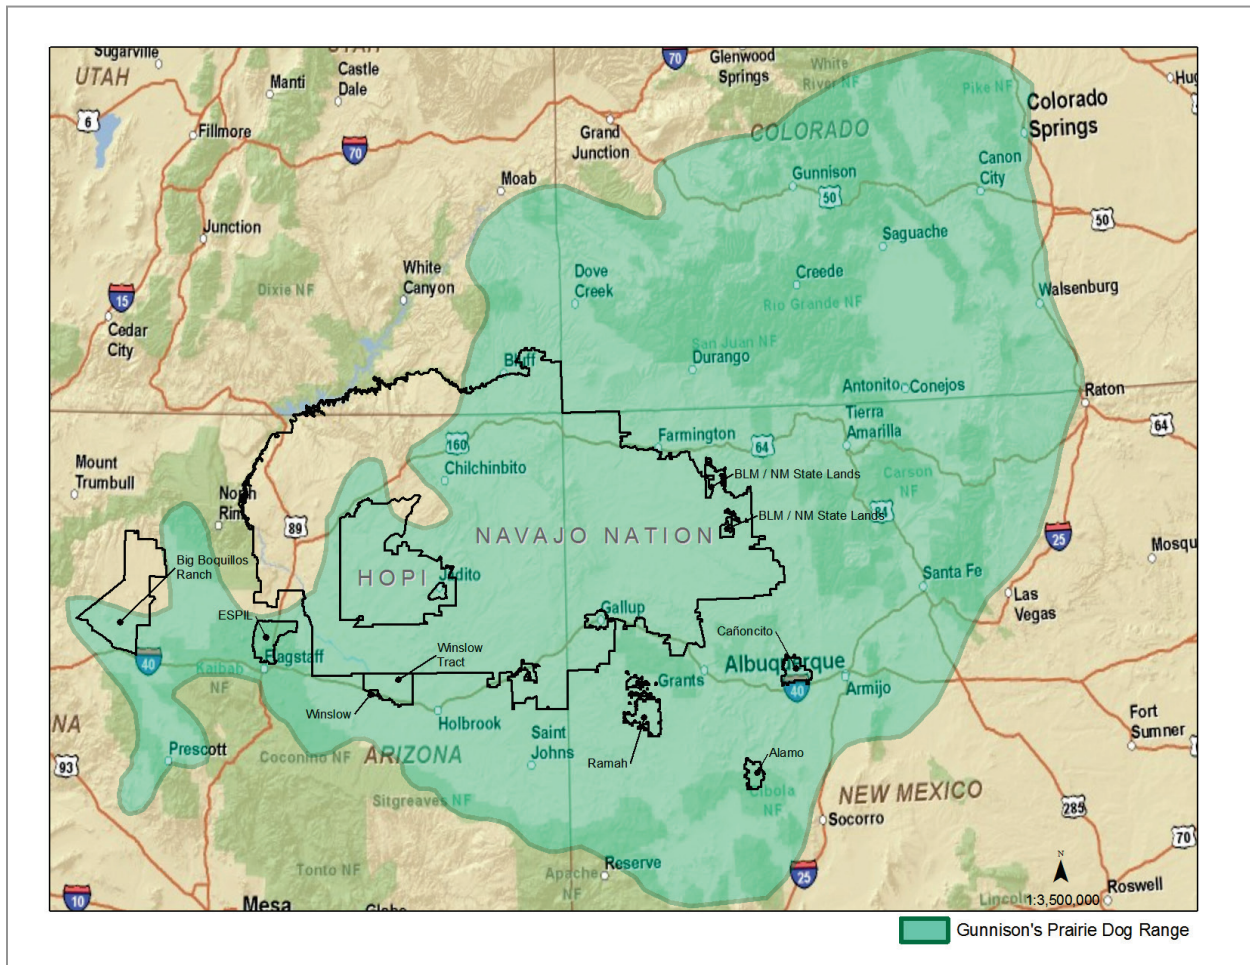 Sugarville
UTAH
UTAH
Castle
Dale
Manti
70
Glenwood
Springs
White
River NF
Pike NF
Colorado
Springs
6
Fillmore
70
Grand
Junction
COLORADO
Canon
City
Moab
Gunnison
50
50
Junction
Saguache
White
Canyon
Dove
Creek
Creede
Rio Grande NF
Walsenburg
Dixie NF
15
Cedar
City
San Juan NF
Durango
Bluff
Antonito
Conejos
Raton
Tierra
Amarilla
64
160
Farmington
64
Chilchinbito
Mount
Trumbull
BLM / NM State Lands
Carson
NF
North
Rim
89
BLM / NM State Lands
84
NAVAJO NATION
25
Mosqu
Big Boquillos
Ranch
HOPI
Jadito
Santa Fe
Las
Vegas
ESPIL
Gallup
Cañoncito
40
Flagstaff
Kaibab
NF
Winslow
Tract
Albuquerque
Grants
40
Armijo
Winslow
Holbrook
Saint
Johns
Fort
Sumner
NA
Prescott
Coconino NF
ARIZONA
Ramah
Alamo
93
Cibola
NF
NEW MEXICO
Sitgreaves NF
Socorro
285
70
Tonto NF
Apache
NF
Reserve
25
N
1:3,500,000
Roswell
10
Mesa
Globe
Lincoln
Gunnison's Prairie Dog Range